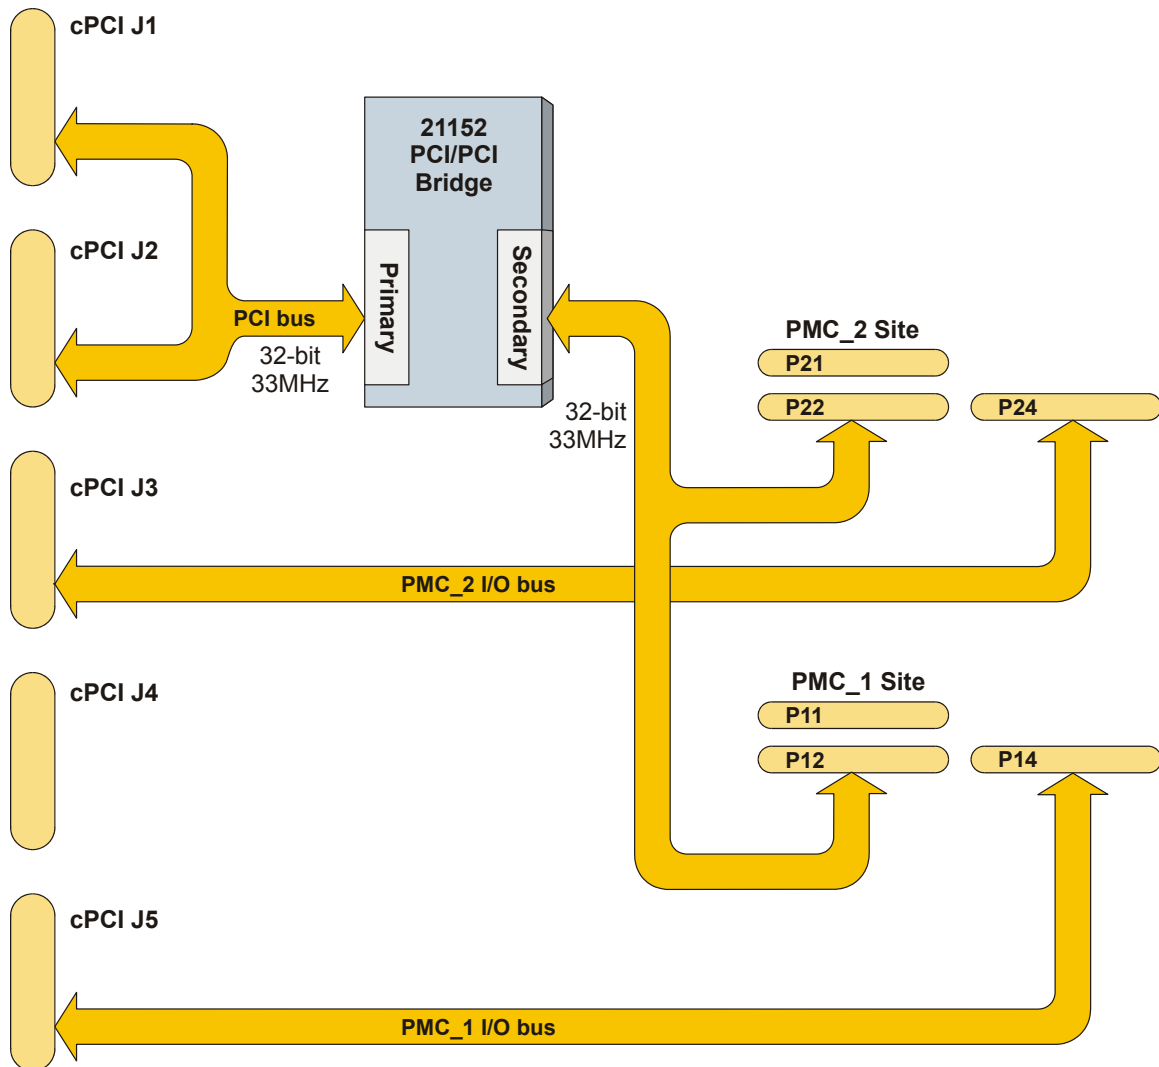 cPCI J1
21152
PCI/PCI
Bridge
cPCI J2
Primary
Secondary
PCI bus
32-bit
33MHz
PMC_2 Site
P21
P22
P24
32-bit
33MHz
cPCI J3
PMC_2 I/O bus
cPCI J4
PMC_1 Site
P11
P12
P14
cPCI J5
PMC_1 I/O bus